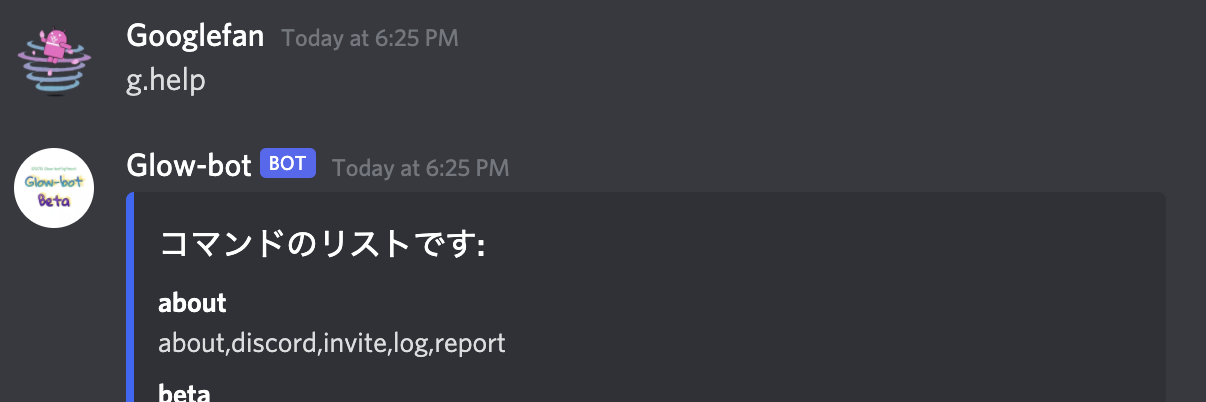 Googlefan Today at 6:25 PM
g.help
Glow-bot BOT Today at 6:25 PM
Glow-bot
Beta
コマンドのリストです:
about
about,discord,invite,log,report
beta